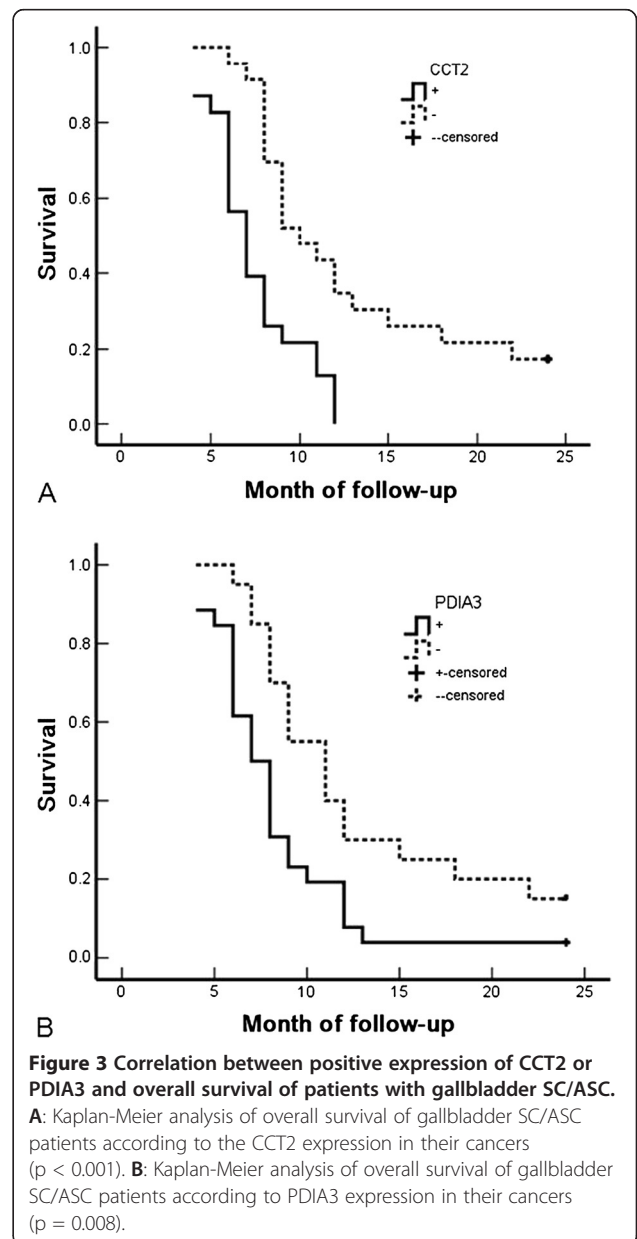 1.0
CCT2
+
-
--censored
0.8
0.6
0.4
0.2
0.0
Survival
0 5 10 15 20 25
A
Month of follow-up
1.0
PDIA3
+
-
+-censored
--censored
0.8
0.6
0.4
0.2
0.0
Survival
0 5 10 15 20 25
B
Month of follow-up
Figure 3 Correlation between positive expression of CCT2 or
PDIA3 and overall survival of patients with gallbladder SC/ASC.
A: Kaplan-Meier analysis of overall survival of gallbladder SC/ASC
patients according to the CCT2 expression in their cancers
(p < 0.001). B: Kaplan-Meier analysis of overall survival of gallbladder
SC/ASC patients according to PDIA3 expression in their cancers
(p = 0.008).